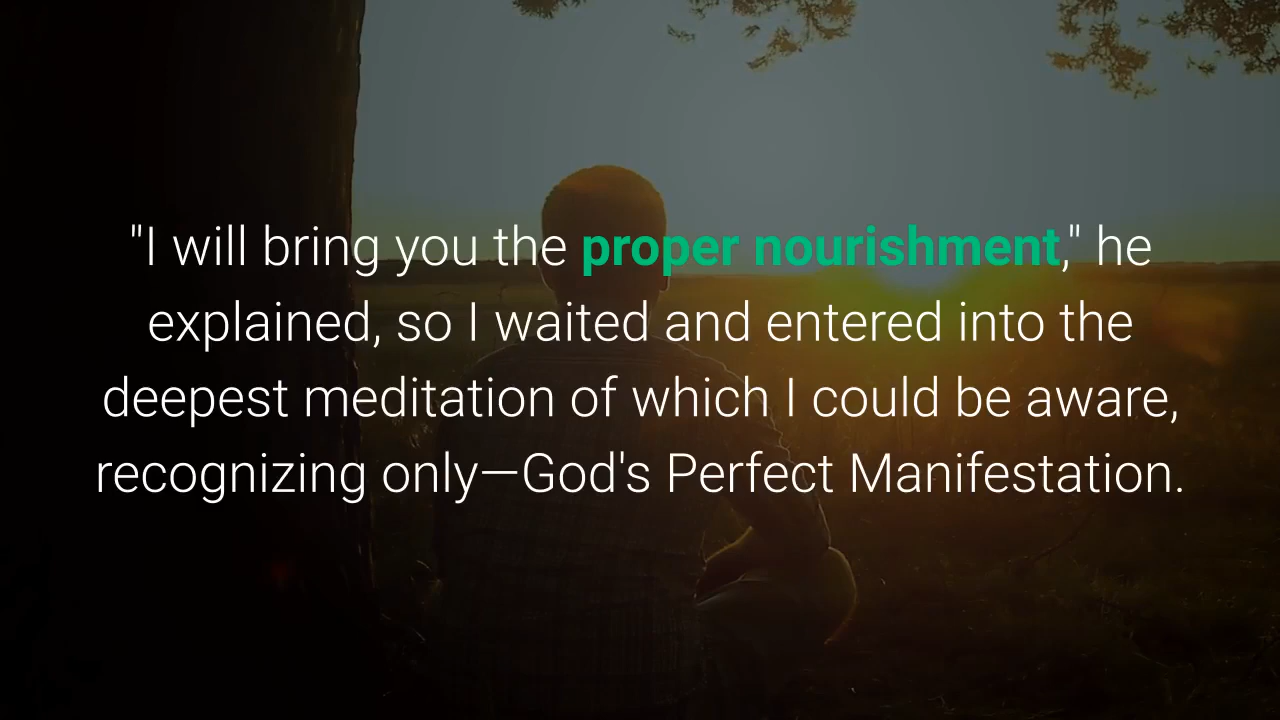 "I will bring you the proper nourishment," he
explained, so I waited and entered into the
deepest meditation of which I could be aware,
recognizing only—God's Perfect Manifestation.